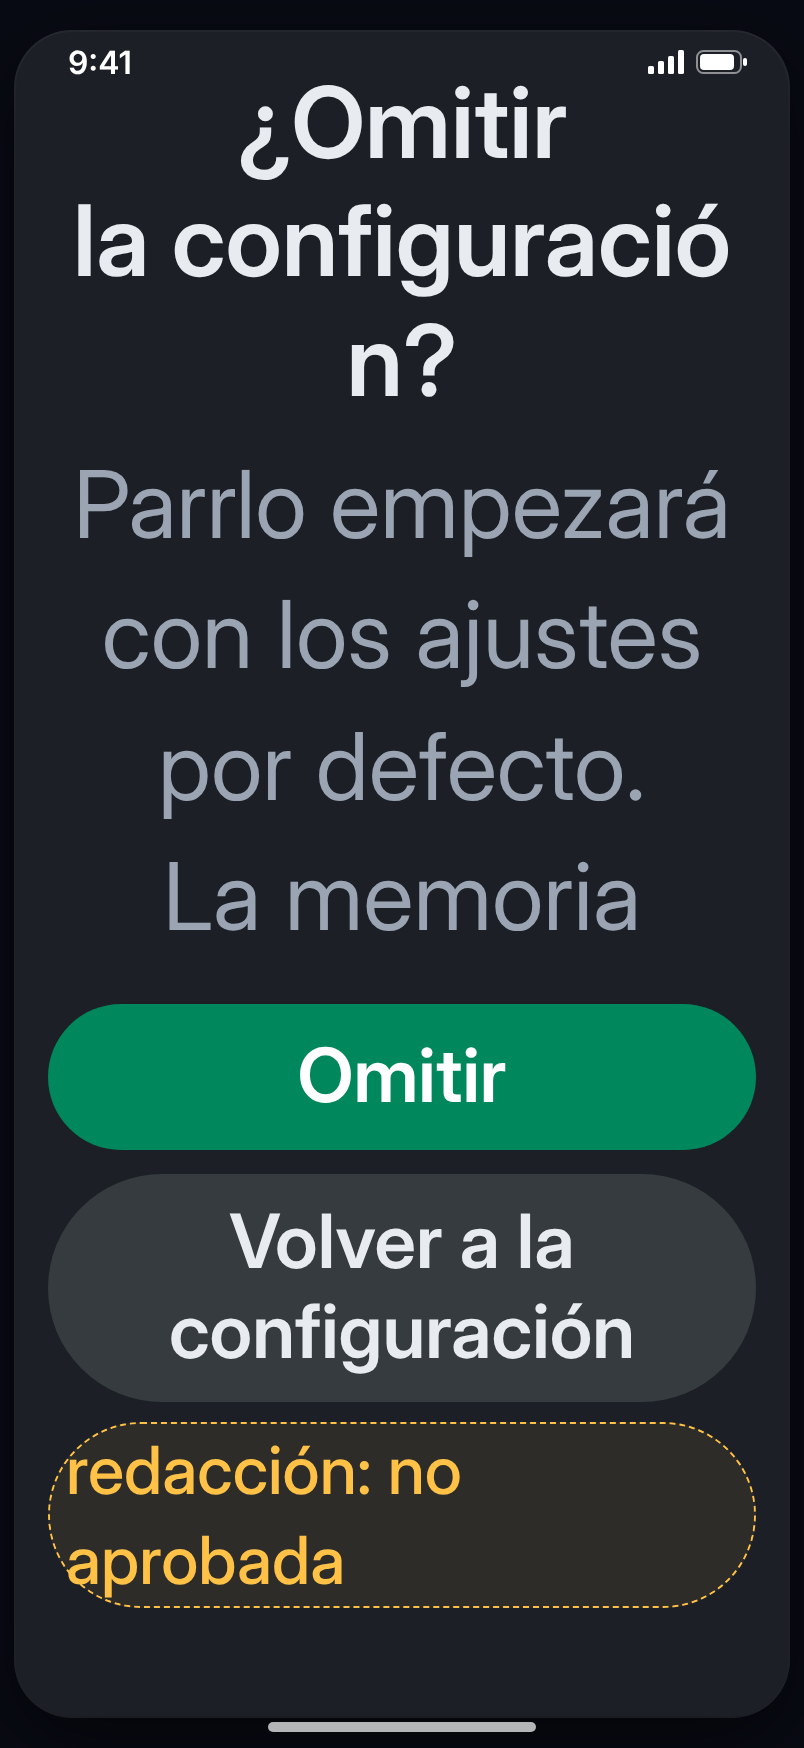 9:41
¿Omitir
la configuració
n?
Parrlo empezará
con los ajustes
por defecto.
La memoria
Omitir
Volver a la
configuración
redacción: no
aprobada